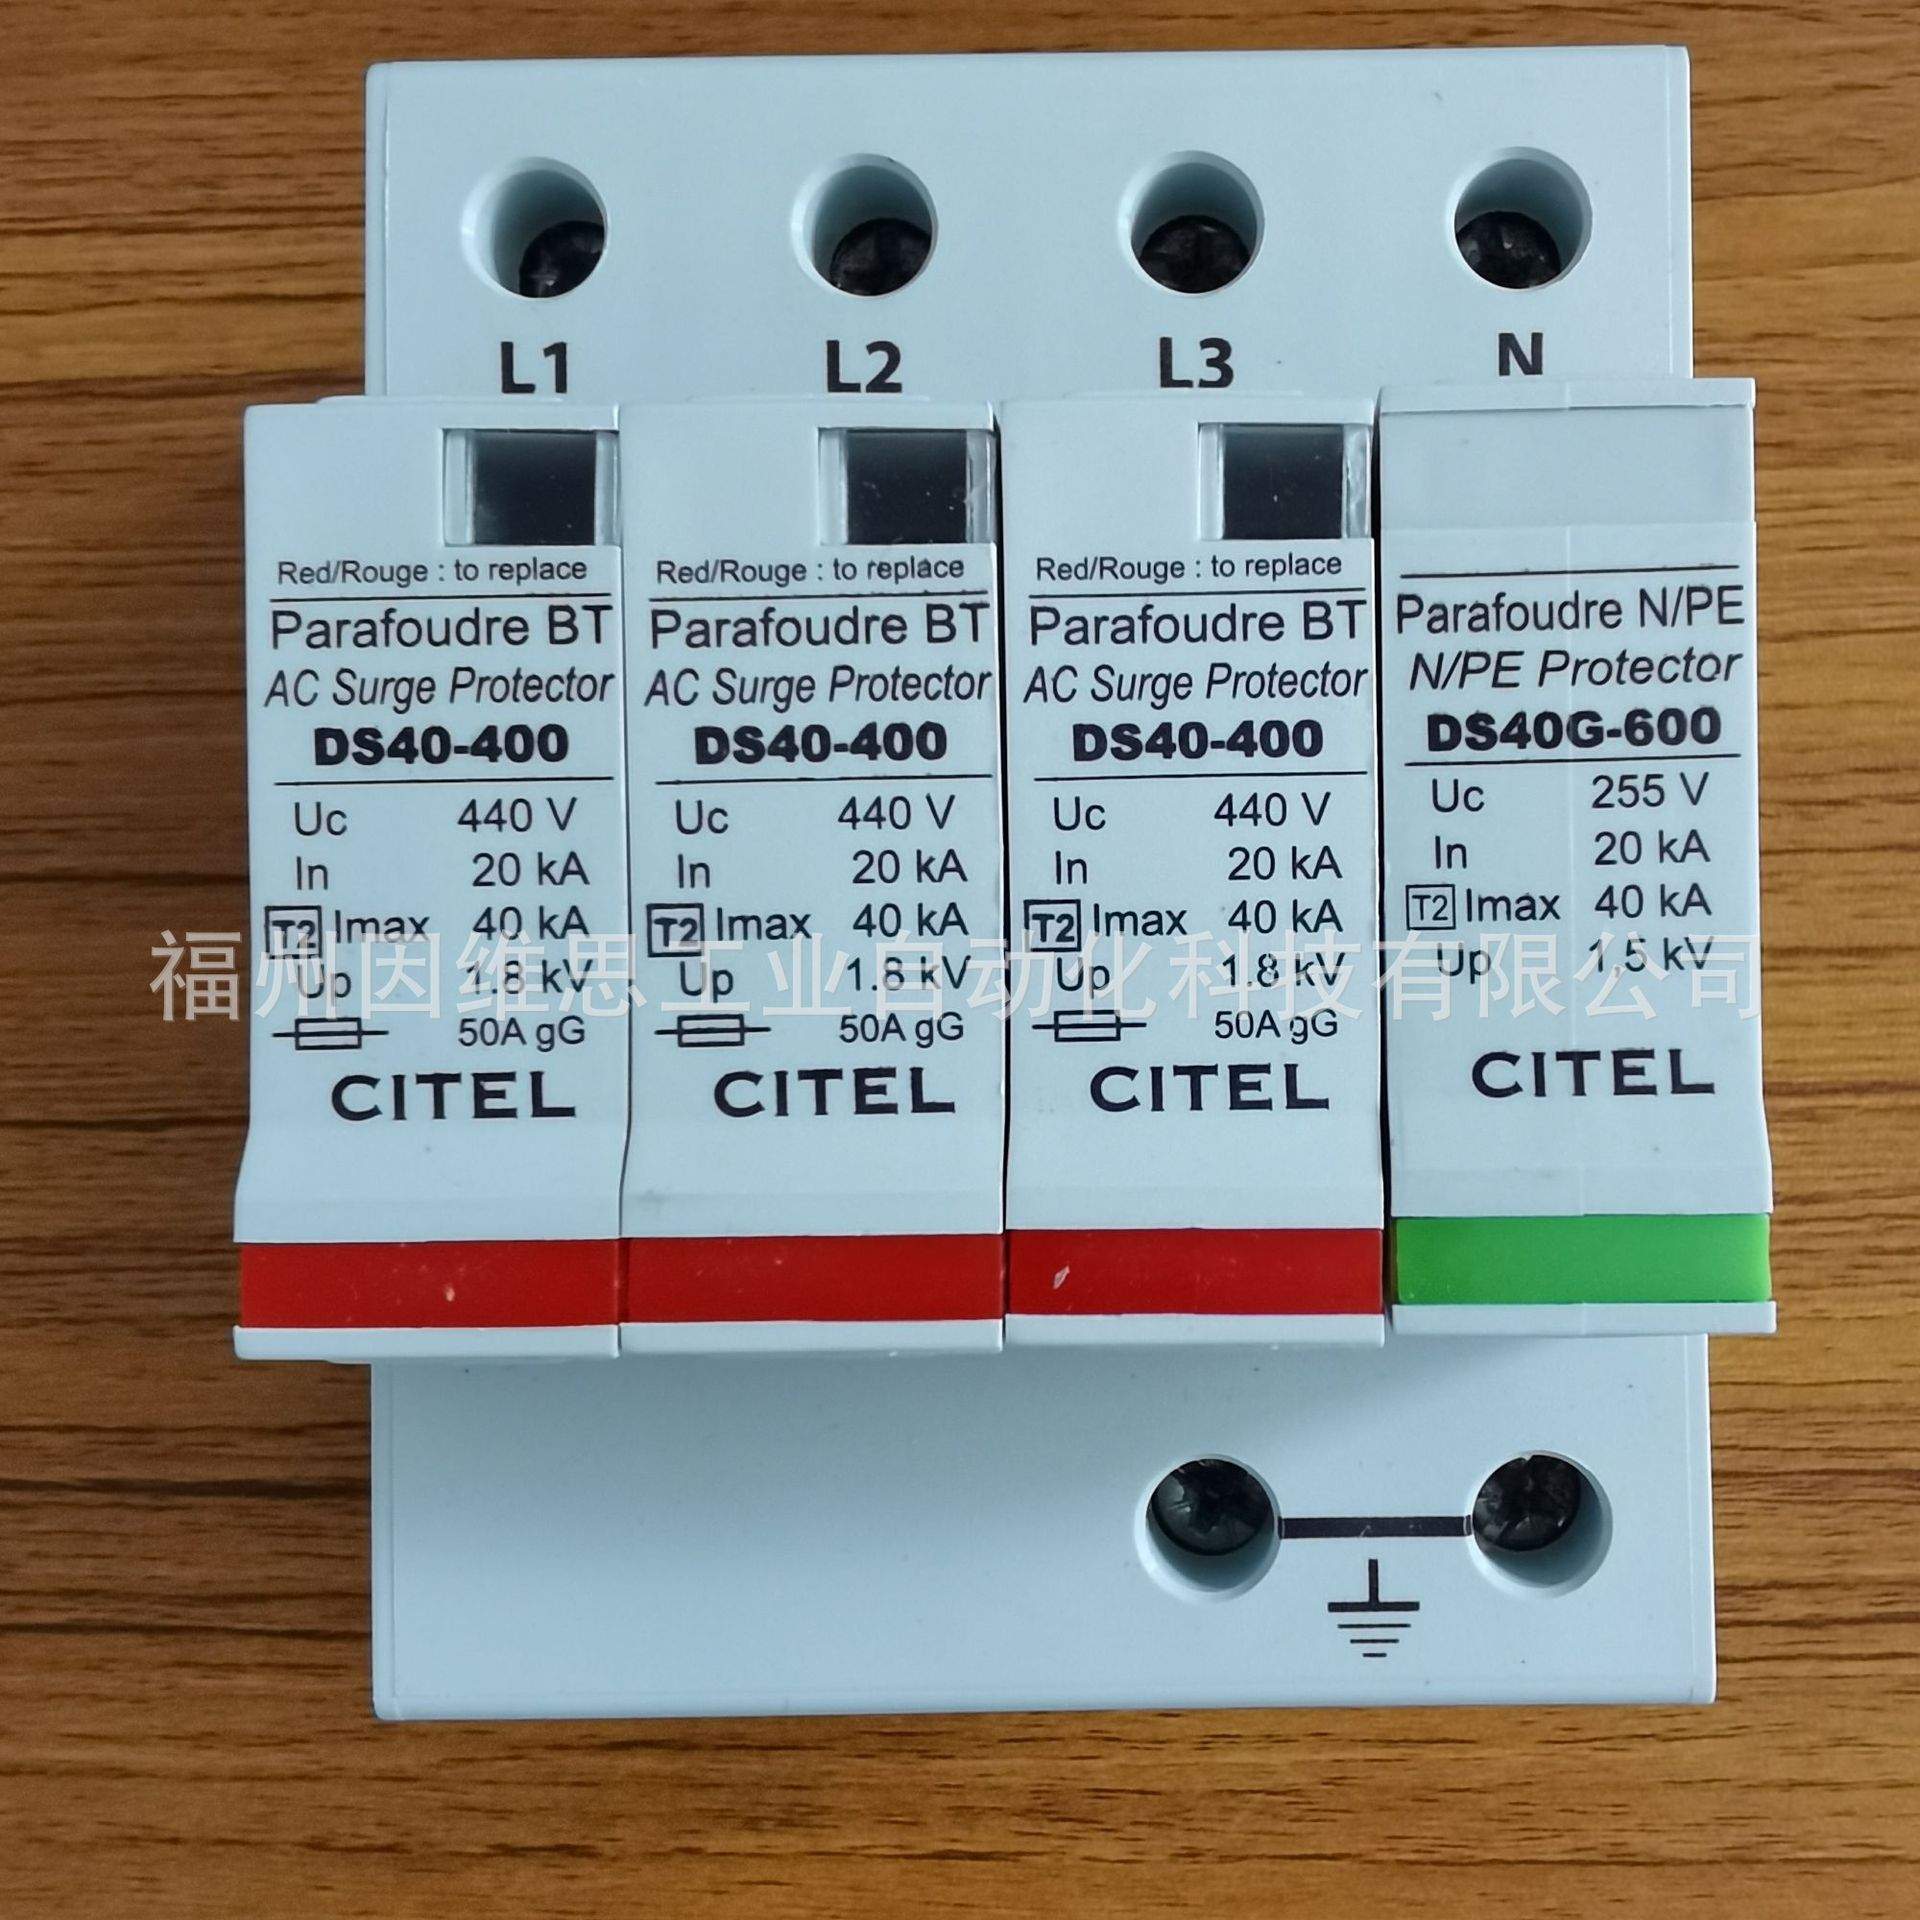 L1 L2 L3 N
Red/Rouge : to replace
Parafoudre BT
AC Surge Protector
DS40-400
Uc 440 V
In 20 kA
T2 Imax 40 kA
Up 1.8 kV
50A gG
CITEL
Red/Rouge : to replace
Parafoudre BT
AC Surge Protector
DS40-400
Uc 440 V
In 20 kA
T2 Imax 40 kA
Up 1.8 kV
50A gG
CITEL
Red/Rouge : to replace
Parafoudre BT
AC Surge Protector
DS40-400
Uc 440 V
In 20 kA
T2 Imax 40 kA
Up 1.8 kV
50A gG
CITEL
Parafoudre N/PE
N/PE Protector
DS40G-600
Uc 255 V
In 20 kA
T2 Imax 40 kA
Up 1,5 kV
CITEL
福州因维思工业自动化科技有限公司